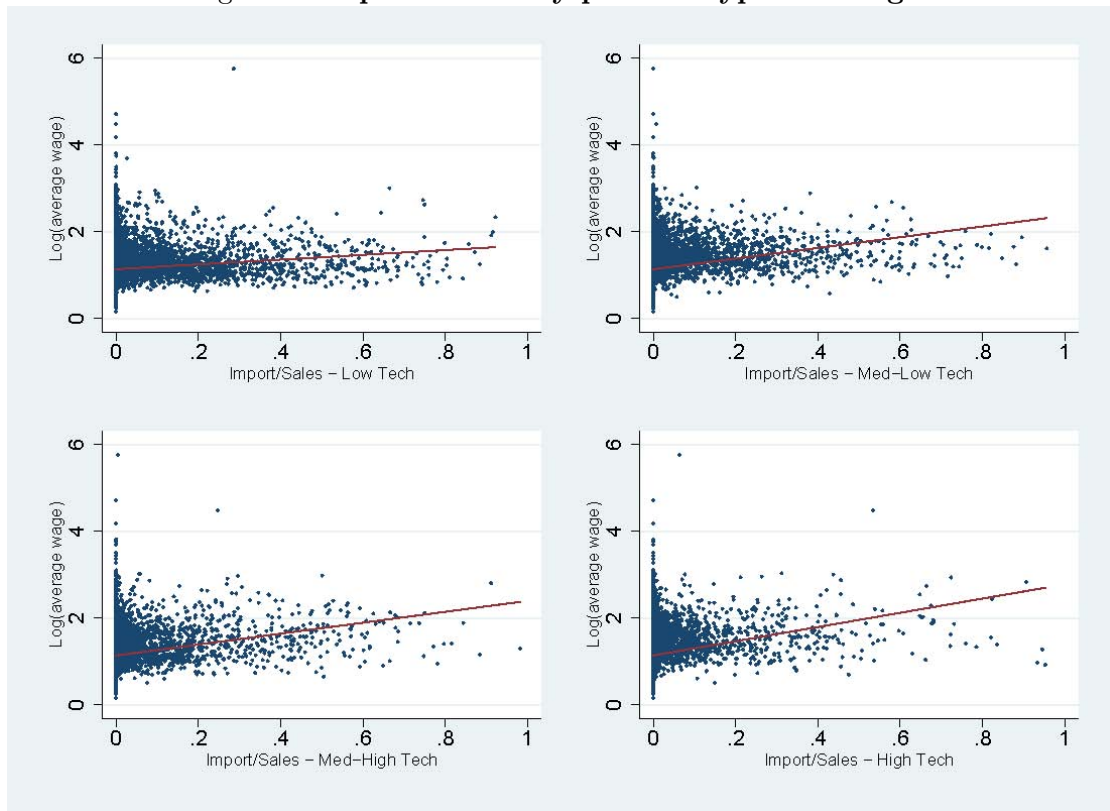 6
4
2
0
Log(average wage)
0 .2 .4 .6 .8 1
Import/Sales – Low Tech
6
4
2
0
Log(average wage)
0 .2 .4 .6 .8 1
Import/Sales – Med–Low Tech
6
4
2
0
Log(average wage)
0 .2 .4 .6 .8 1
Import/Sales – Med–High Tech
6
4
2
0
Log(average wage)
0 .2 .4 .6 .8 1
Import/Sales – High Tech